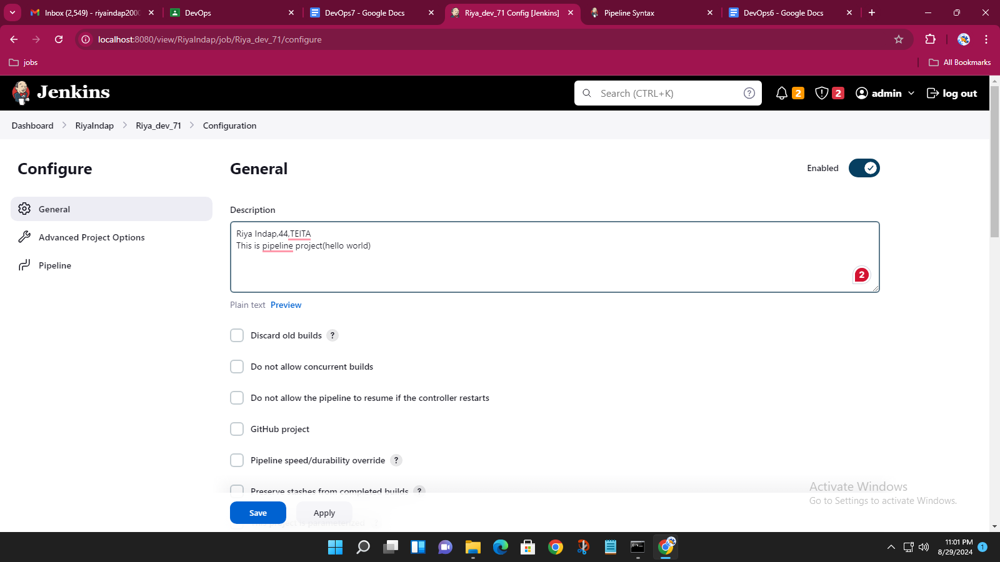 Inbox (2,549) - riyaindap200
DevOps
DevOps7 - Google Docs
Riya_dev_71 Config [Jenkins]
Pipeline Syntax
DevOps6 - Google Docs
localhost:8080/view/RiyaIndap/job/Riya_dev_71/configure
jobs
All Bookmarks
Jenkins
Search (CTRL+K)
?
2
2
admin
log out
Dashboard
RiyaIndap
Riya_dev_71
Configuration
Configure
General
Enabled
General
Advanced Project Options
Pipeline
Description
Riya Indap,44,TEITA
This is pipeline project(hello world)
2
Plain text Preview
Discard old builds ?
Do not allow concurrent builds
Do not allow the pipeline to resume if the controller restarts
GitHub project
Pipeline speed/durability override ?
Preserve stashes from completed builds ?
Save
Apply
project is parameterized
Activate Windows
Go to Settings to activate Windows.
11:01 PM
8/29/2024
1